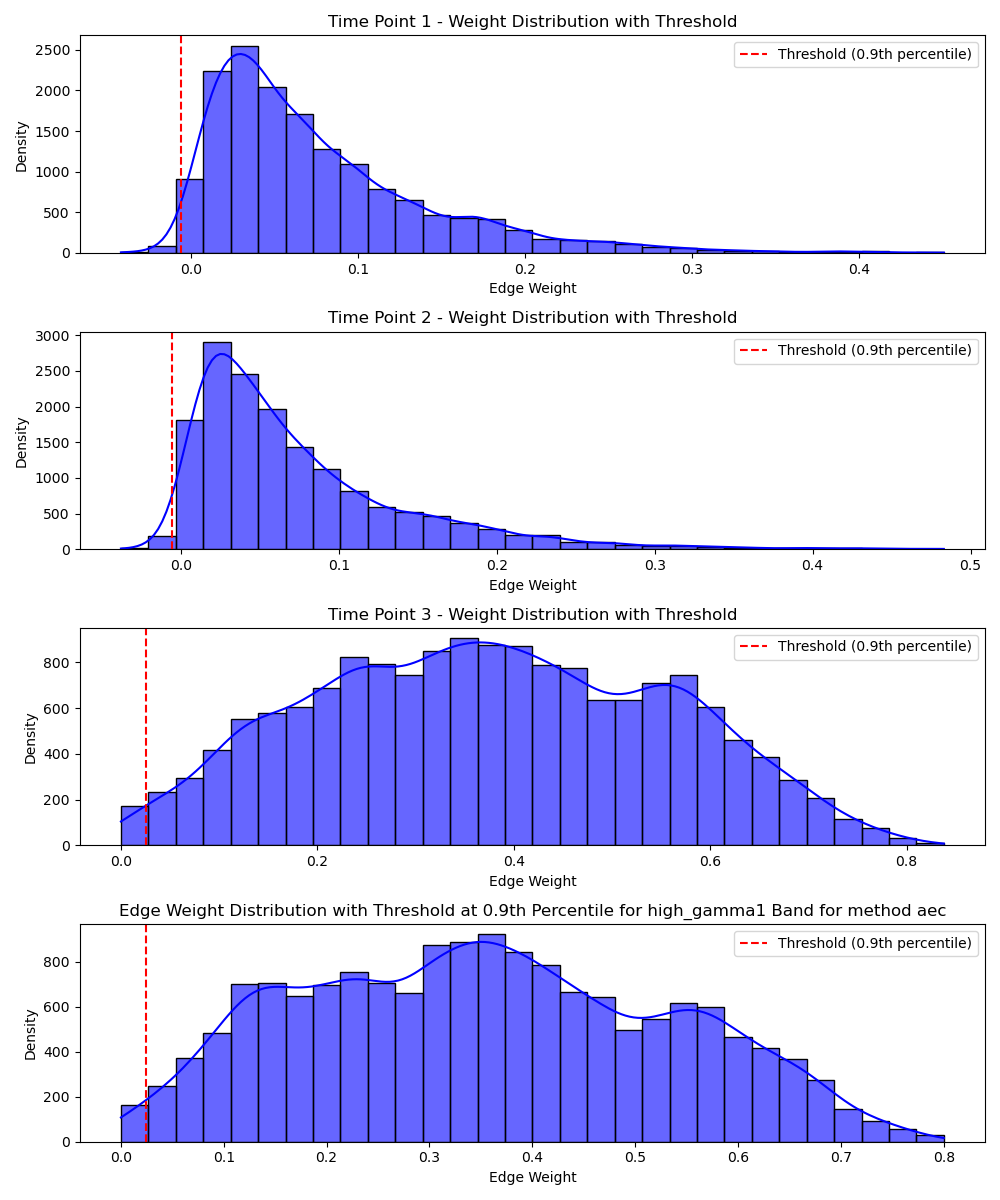 Time Point 1 - Weight Distribution with Threshold
Threshold (0.9th percentile)
2500
2000
1500
1000
500
0
Density
0.0 0.1 0.2 0.3 0.4
Edge Weight
Time Point 2 - Weight Distribution with Threshold
Threshold (0.9th percentile)
3000
2500
2000
1500
1000
500
0
Density
0.0 0.1 0.2 0.3 0.4 0.5
Edge Weight
Time Point 3 - Weight Distribution with Threshold
Threshold (0.9th percentile)
800
600
400
200
0
Density
0.0 0.2 0.4 0.6 0.8
Edge Weight
Edge Weight Distribution with Threshold at 0.9th Percentile for high_gamma1 Band for method aec
Threshold (0.9th percentile)
800
600
400
200
0
Density
0.0 0.1 0.2 0.3 0.4 0.5 0.6 0.7 0.8
Edge Weight